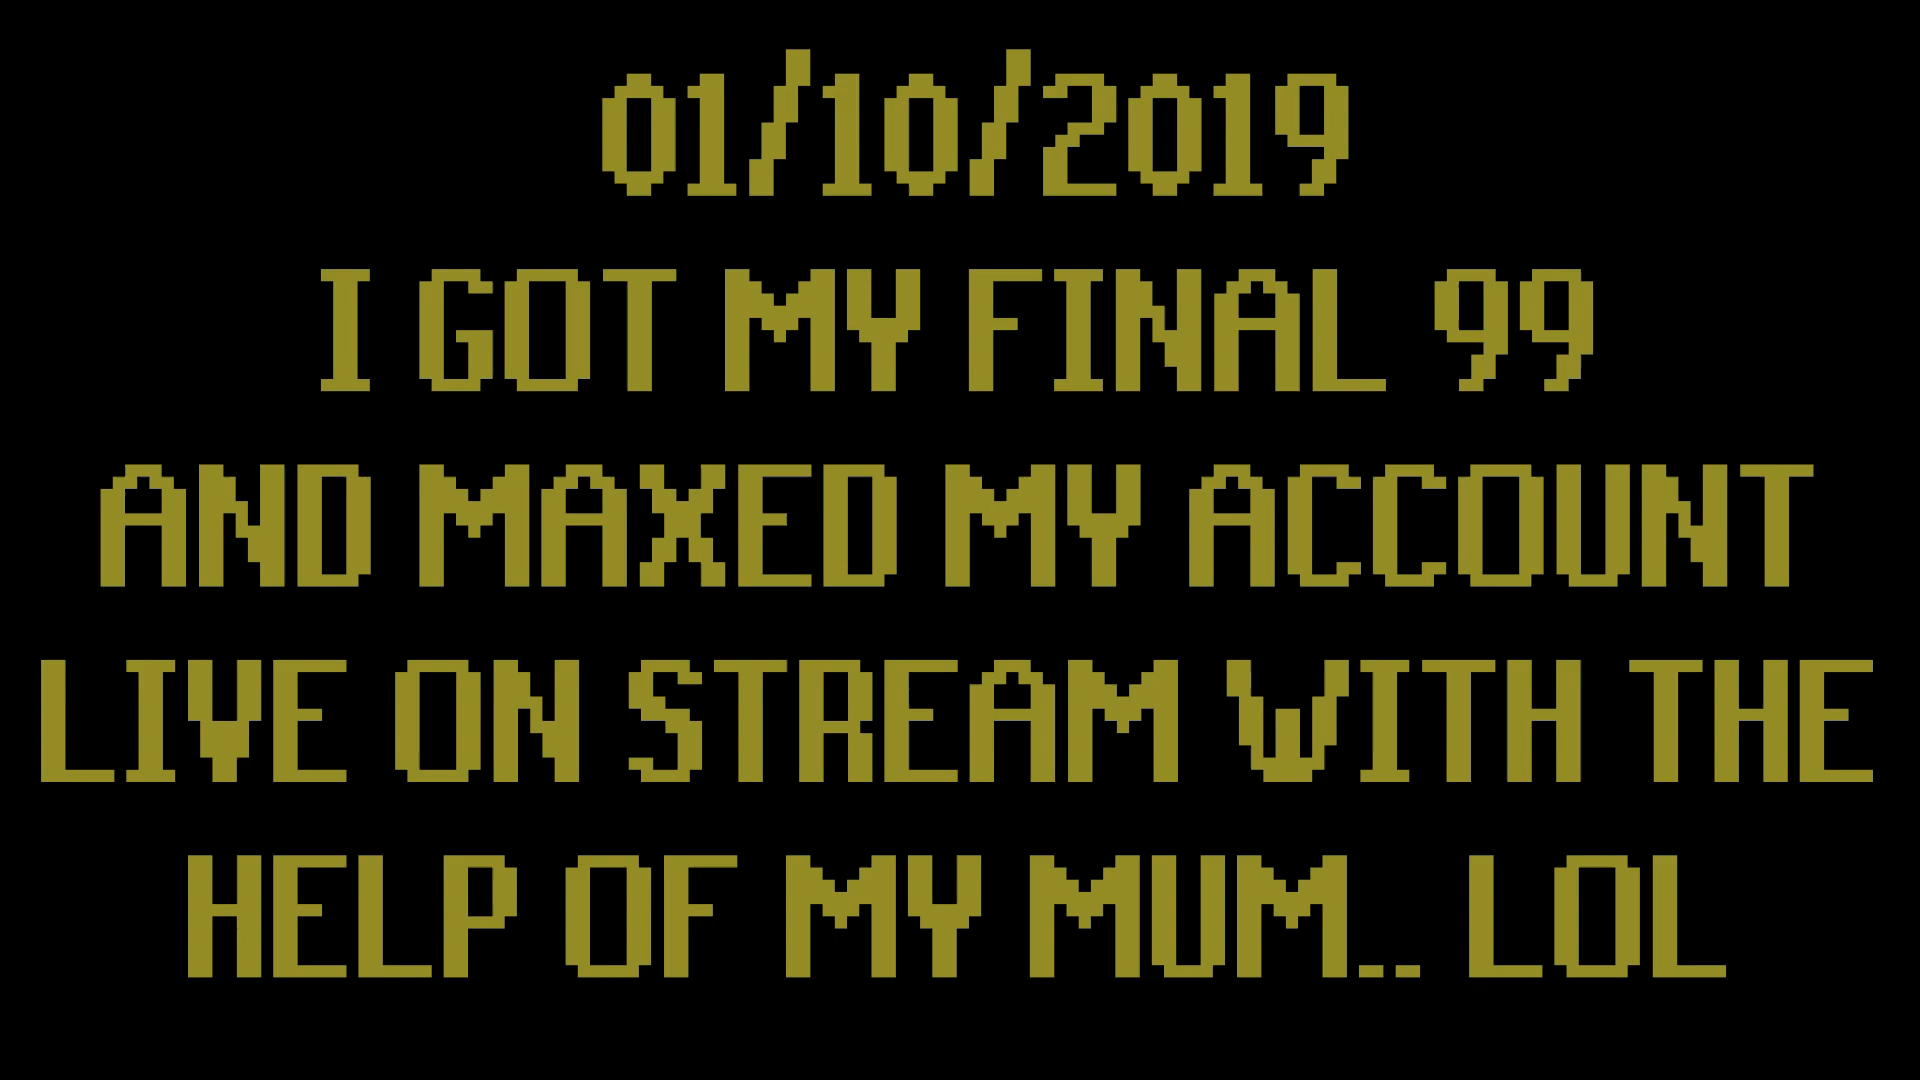 01/10/2019
I GOT MY FINAL 99
AND MAXED MY ACCOUNT
LIVE ON STREAM WITH THE
HELP OF MY MUM.. LOL